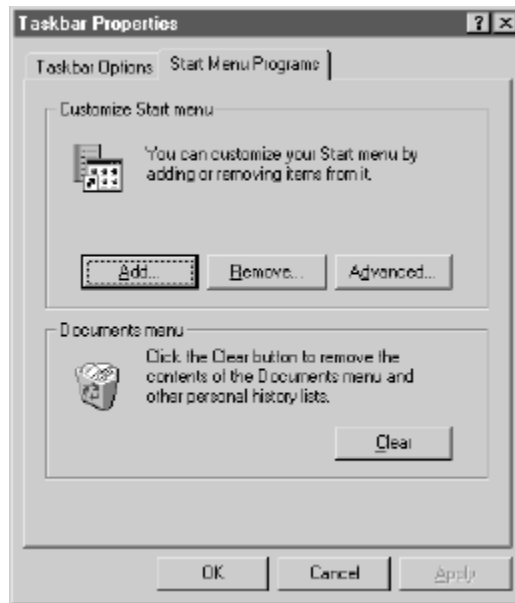 Taskbar Properties
Taskbar Options
Start Menu Programs
Customize Start menu
You can customize your Start menu by
adding or removing items from it.
Add...
Remove...
Advanced...
Documents menu
Click the Clear button to remove the
contents of the Documents menu and
other personal history lists.
Clear
OK
Cancel
Apply